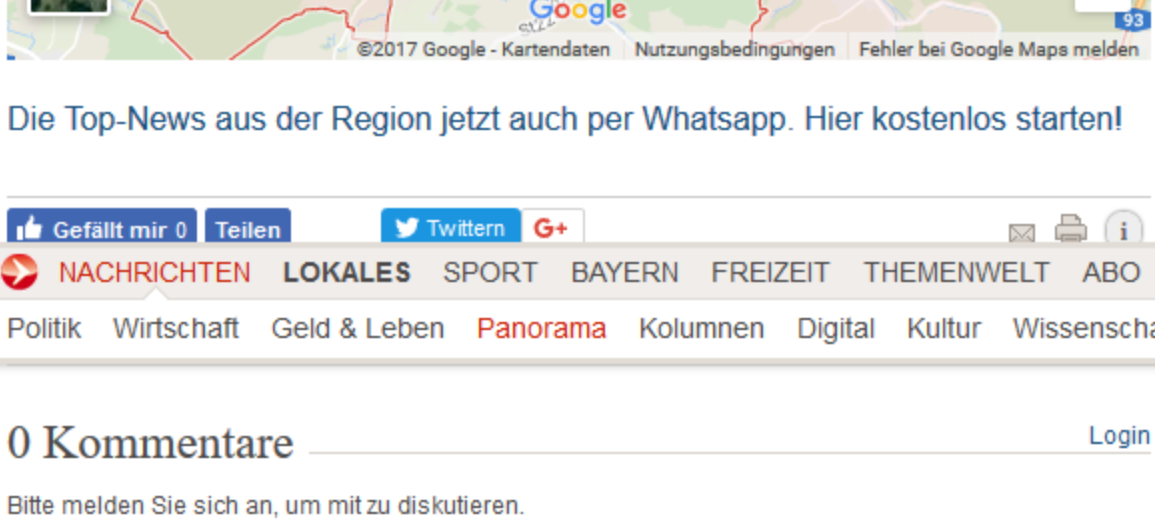 Google
93
©2017 Google - Kartendaten Nutzungsbedingungen Fehler bei Google Maps melden
Die Top-News aus der Region jetzt auch per Whatsapp. Hier kostenlos starten!
Gefällt mir 0 Teilen Twittern G+ i
NACHRICHTEN LOKALES SPORT BAYERN FREIZEIT THEMENWELT ABO
Politik Wirtschaft Geld & Leben Panorama Kolumnen Digital Kultur Wissenscha
0 Kommentare Login
Bitte melden Sie sich an, um mit zu diskutieren.